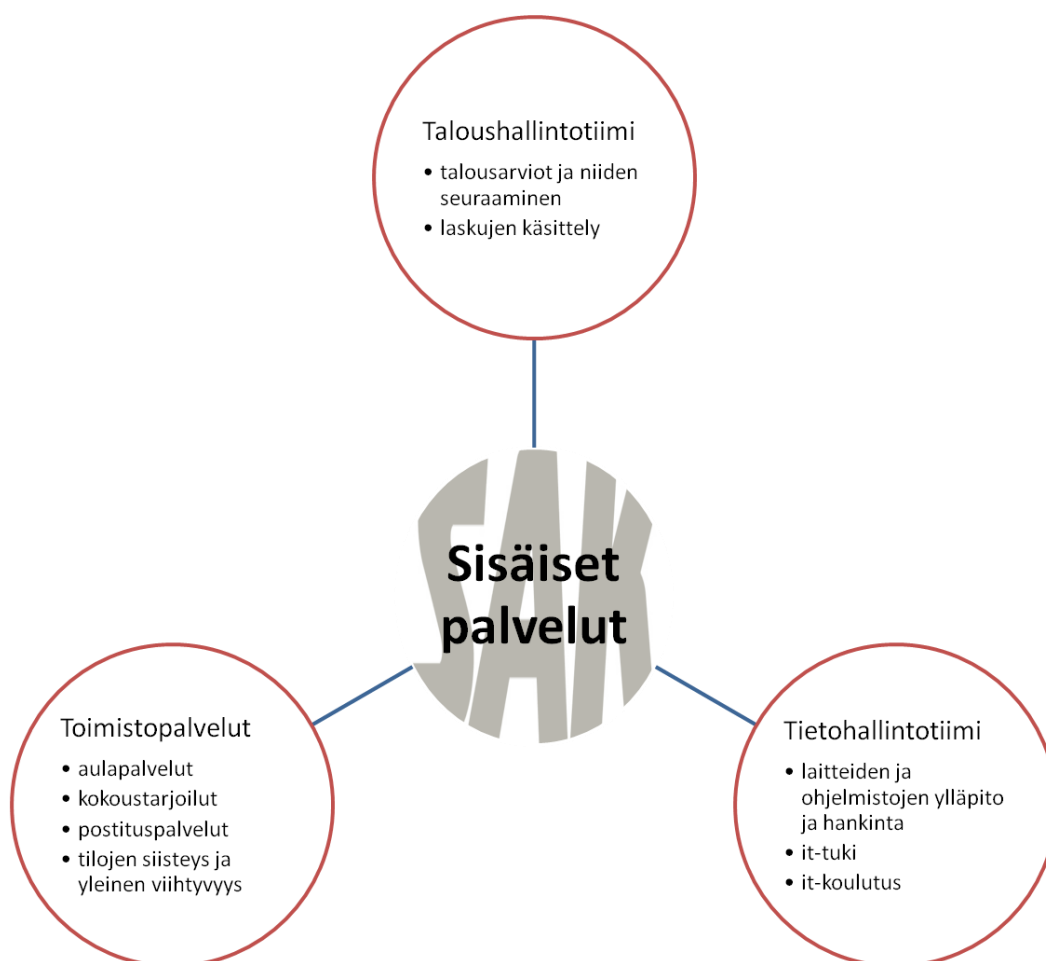 Taloushallintotiimi
• talousarviot ja niiden
seuraaminen
• laskujen käsittely
SAK
Sisäiset
palvelut
Toimistopalvelut
• aulapalvelut
• kokoustarjoilut
• postituspalvelut
• tilojen siisteys ja
yleinen viihtyvyys
Tietohallintotiimi
• laitteiden ja
ohjelmistojen ylläpito
ja hankinta
• it-tuki
• it-koulutus